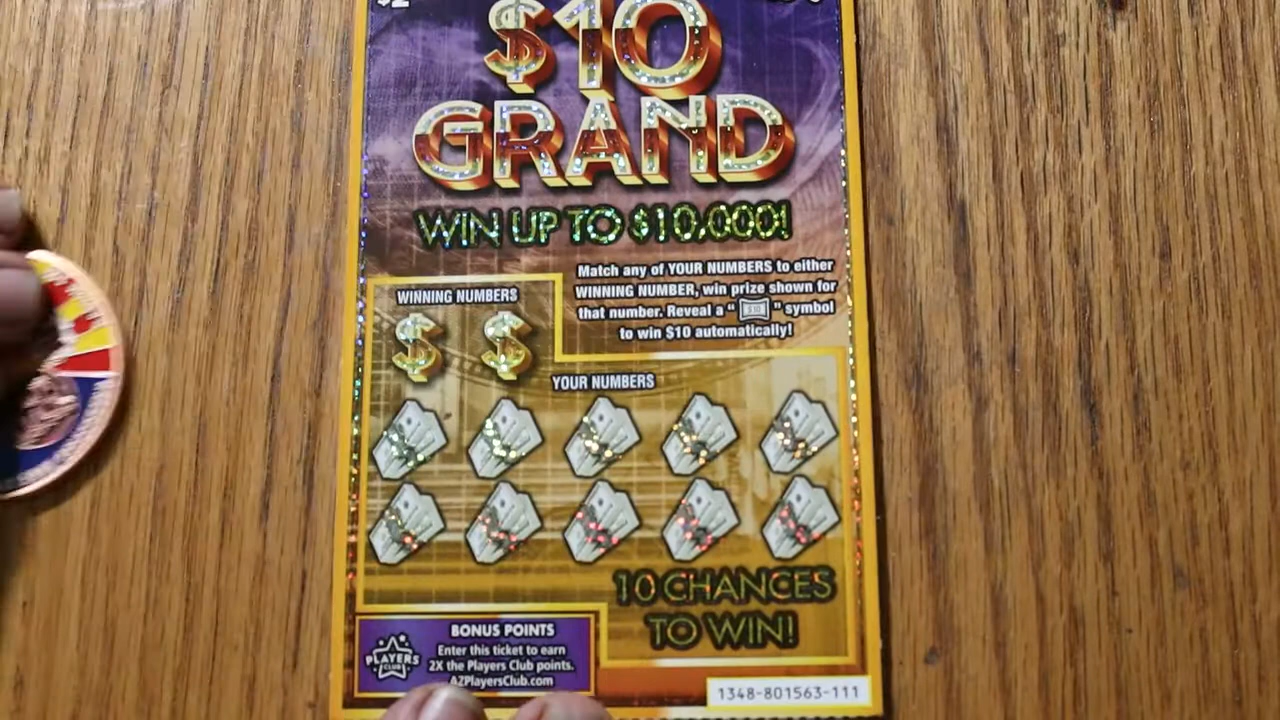 $2
$10
GRAND
WIN UP TO $10,000!
Match any of YOUR NUMBERS to either
WINNING NUMBER, win prize shown for
that number. Reveal a " " symbol
to win $10 automatically!
WINNING NUMBERS
$ $
YOUR NUMBERS
10 CHANCES
TO WIN!
BONUS POINTS
Enter this ticket to earn
2X the Players Club points.
AZPlayersClub.com
PLAYERS
CLUB
1348-801563-111